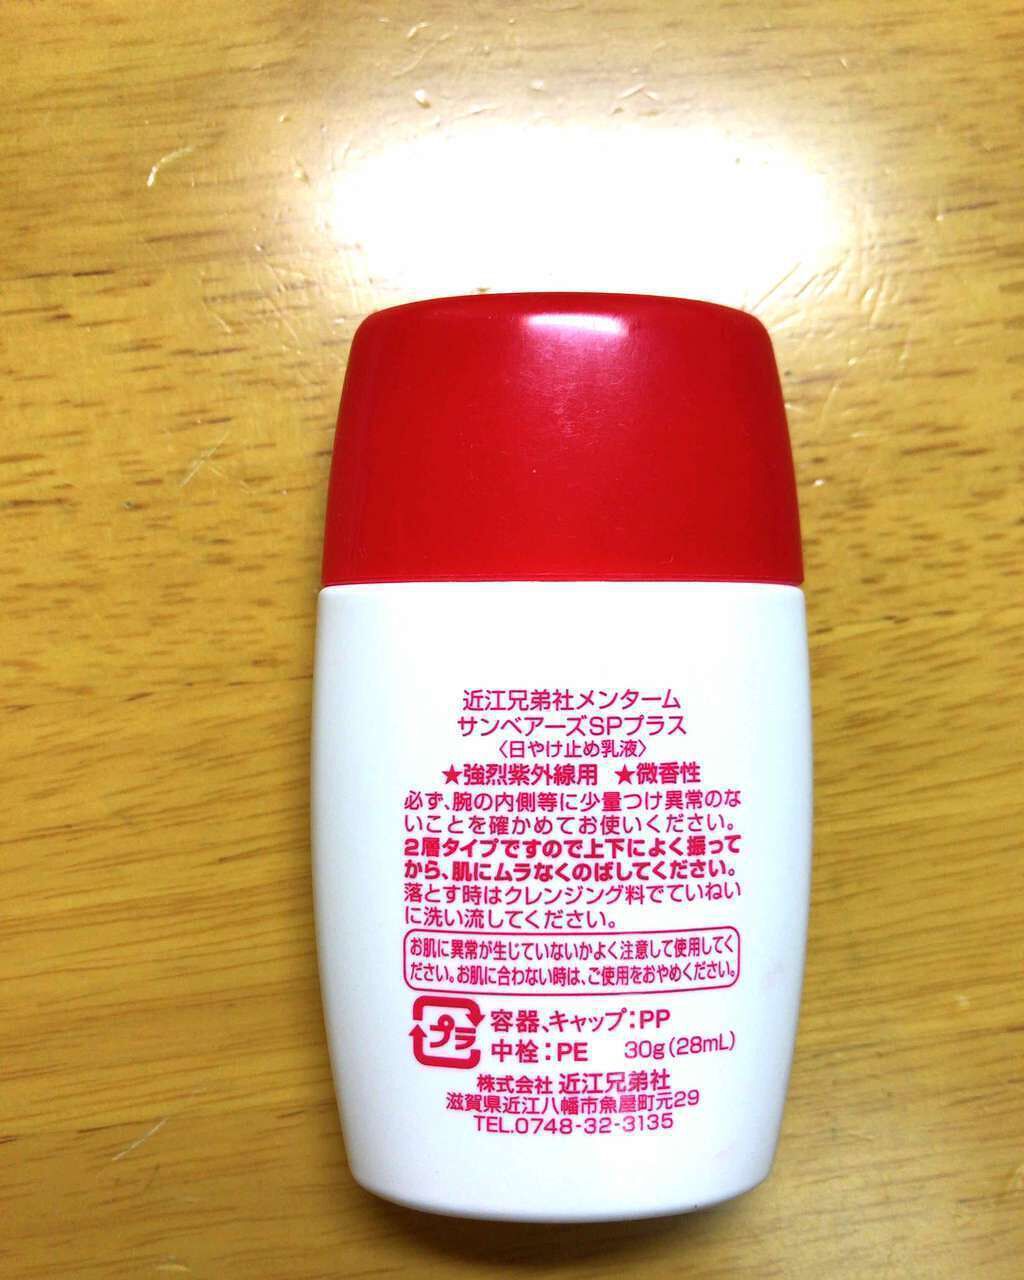 近江兄弟社メンターム
サンベアーズSPプラス
〈日やけ止め乳液〉
★強烈紫外線用 ★微香性
必ず、腕の内側等に少量つけ異常のな
いことを確かめてお使いください。
2層タイプですので上下によく振って
から、肌にムラなくのばしてください。
落とす時はクレンジング料でていねい
に洗い流してください。
お肌に異常が生じていないかよく注意して使用してく
ださい。お肌に合わない時は、ご使用をおやめください。
プラ
容器、キャップ:PP
中栓:PE 30g(28mL)
株式会社 近江兄弟社
滋賀県近江八幡市魚屋町元29
TEL.0748-32-3135